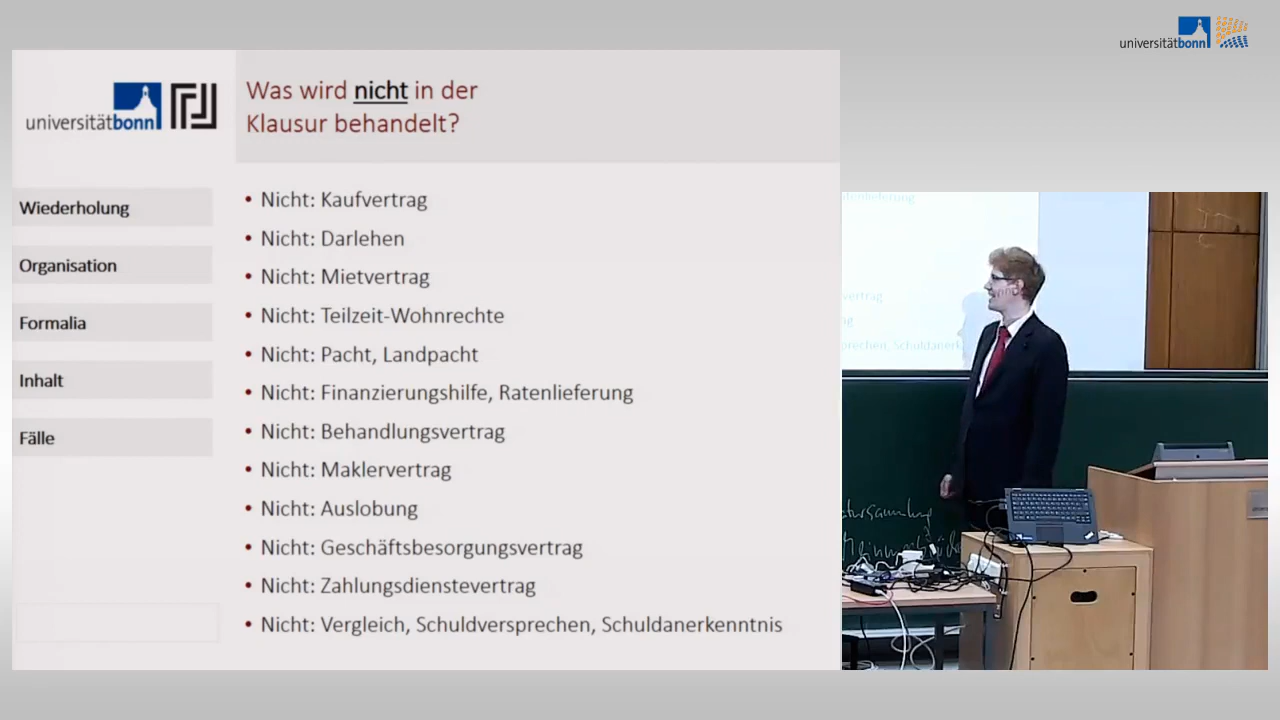 universitätbonn
universitätbonn
Was wird nicht in der
Klausur behandelt?
Wiederholung
Organisation
Formalia
Inhalt
Fälle
• Nicht: Kaufvertrag
• Nicht: Darlehen
• Nicht: Mietvertrag
• Nicht: Teilzeit-Wohnrechte
• Nicht: Pacht, Landpacht
• Nicht: Finanzierungshilfe, Ratenlieferung
• Nicht: Behandlungsvertrag
• Nicht: Maklervertrag
• Nicht: Auslobung
• Nicht: Geschäftsbesorgungsvertrag
• Nicht: Zahlungsdienstevertrag
• Nicht: Vergleich, Schuldversprechen, Schuldanerkenntnis